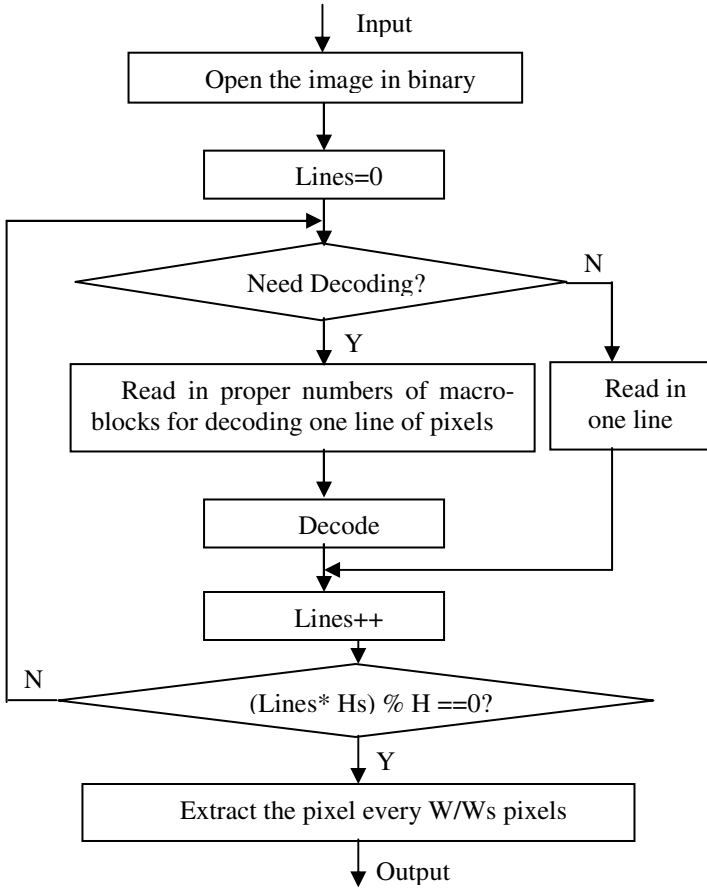 Input
Open the image in binary
Lines=0
Need Decoding?
N
Y
Read in proper numbers of macro-
blocks for decoding one line of pixels
Read in
one line
Decode
Lines++
N
(Lines* Hs) % H ==0?
Y
Extract the pixel every W/Ws pixels
Output